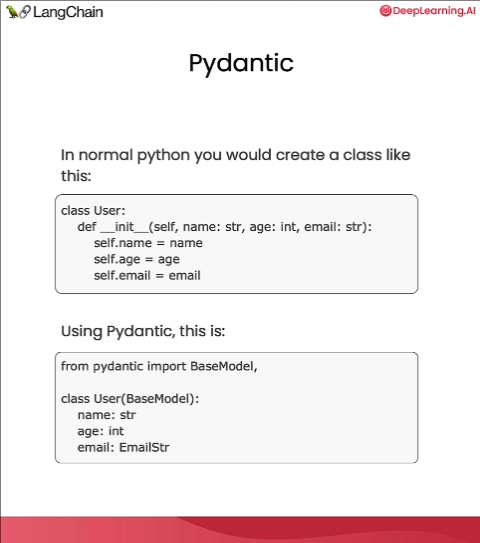 LangChain
DeepLearning.AI
Pydantic
In normal python you would create a class like
this:
class User:
    def __init__(self, name: str, age: int, email: str):
        self.name = name
        self.age = age
        self.email = email
Using Pydantic, this is:
from pydantic import BaseModel,
class User(BaseModel):
    name: str
    age: int
    email: EmailStr